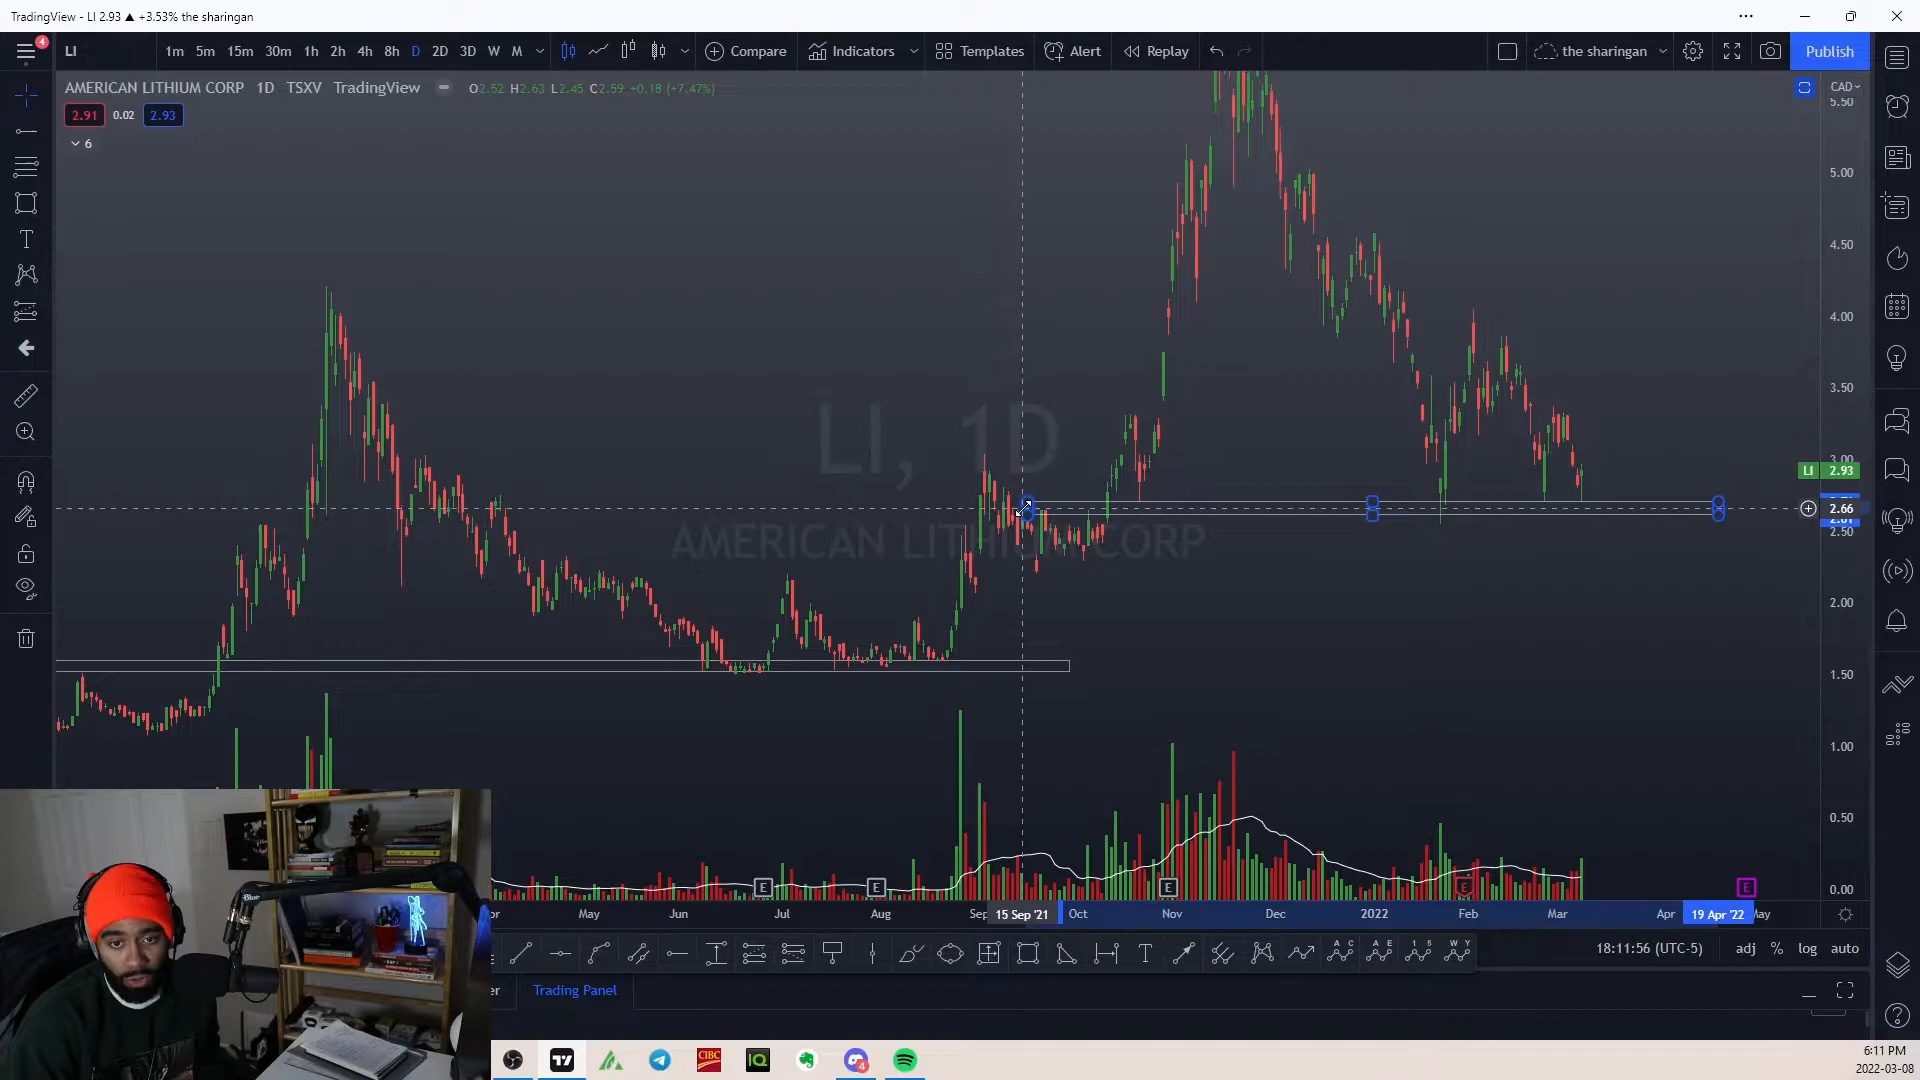 TradingView - LI 2.93 ▲ +3.53% the sharingan
4
LI 1m 5m 15m 30m 1h 2h 4h 8h D 2D 3D W M Compare Indicators Templates Alert Replay the sharingan Publish
AMERICAN LITHIUM CORP 1D TSXV TradingView O2.52 H2.63 L2.45 C2.59 +0.18 (+7.47%)
CAD
5.50
2.91 0.02 2.93
6
5.00
4.50
4.00
3.50
LI, 1D
3.00
LI 2.93
2.66
2.50
AMERICAN LITHIUM CORP
2.00
1.50
1.00
0.50
E E E E E
0.00
May Jun Jul Aug Sep 15 Sep '21 Oct Nov Dec 2022 Feb Mar Apr 19 Apr '22 May
18:11:56 (UTC-5) adj % log auto
er Trading Panel
CIBC IQ 4
6:11 PM
2022-03-08